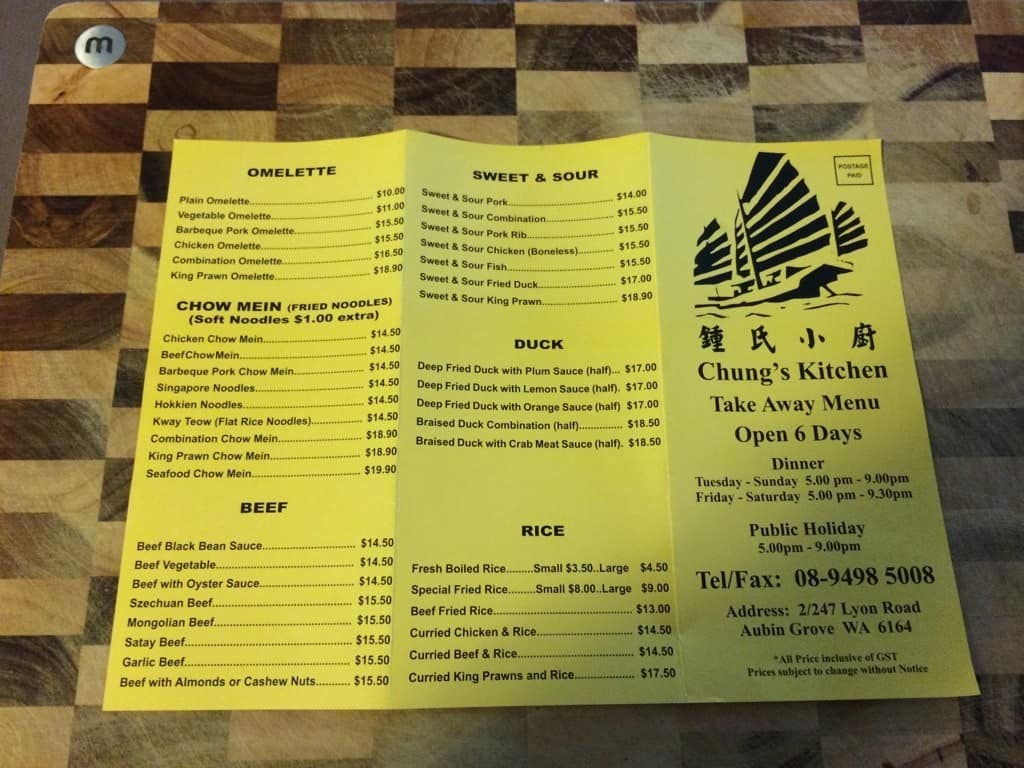 m
OMELETTE
Plain Omelette.......................................... $10.00
Vegetable Omelette................................... $11.00
Barbeque Pork Omelette........................... $15.50
Chicken Omelette...................................... $15.50
Combination Omelette............................... $16.50
King Prawn Omelette................................. $18.90
CHOW MEIN (FRIED NOODLES)
(Soft Noodles $1.00 extra)
Chicken Chow Mein................................. $14.50
BeefChowMein......................................... $14.50
Barbeque Pork Chow Mein...................... $14.50
Singapore Noodles................................... $14.50
Hokkien Noodles...................................... $14.50
Kway Teow (Flat Rice Noodles)................ $14.50
Combination Chow Mein.......................... $18.90
King Prawn Chow Mein............................ $18.90
Seafood Chow Mein................................. $19.90
BEEF
Beef Black Bean Sauce............................ $14.50
Beef Vegetable......................................... $14.50
Beef with Oyster Sauce............................ $14.50
Szechuan Beef.......................................... $15.50
Mongolian Beef......................................... $15.50
Satay Beef................................................. $15.50
Garlic Beef................................................ $15.50
Beef with Almonds or Cashew Nuts.......... $15.50
SWEET & SOUR
Sweet & Sour Pork................................ $14.00
Sweet & Sour Combination.................... $15.50
Sweet & Sour Pork Rib.......................... $15.50
Sweet & Sour Chicken (Boneless).......... $15.50
Sweet & Sour Fish................................. $15.50
Sweet & Sour Fried Duck....................... $17.00
Sweet & Sour King Prawn...................... $18.90
DUCK
Deep Fried Duck with Plum Sauce (half)... $17.00
Deep Fried Duck with Lemon Sauce (half). $17.00
Deep Fried Duck with Orange Sauce (half) $17.00
Braised Duck Combination (half).............. $18.50
Braised Duck with Crab Meat Sauce (half). $18.50
RICE
Fresh Boiled Rice.........Small $3.50..Large $4.50
Special Fried Rice.........Small $8.00..Large $9.00
Beef Fried Rice.......................................... $13.00
Curried Chicken & Rice............................. $14.50
Curried Beef & Rice................................... $14.50
Curried King Prawns and Rice.................. $17.50
POSTAGE
PAID
鍾氏小廚
Chung's Kitchen
Take Away Menu
Open 6 Days
Dinner
Tuesday - Sunday 5.00 pm - 9.00pm
Friday - Saturday 5.00 pm - 9.30pm
Public Holiday
5.00pm - 9.00pm
Tel/Fax: 08-9498 5008
Address: 2/247 Lyon Road
Aubin Grove WA 6164
*All Price inclusive of GST
Prices subject to change without Notice